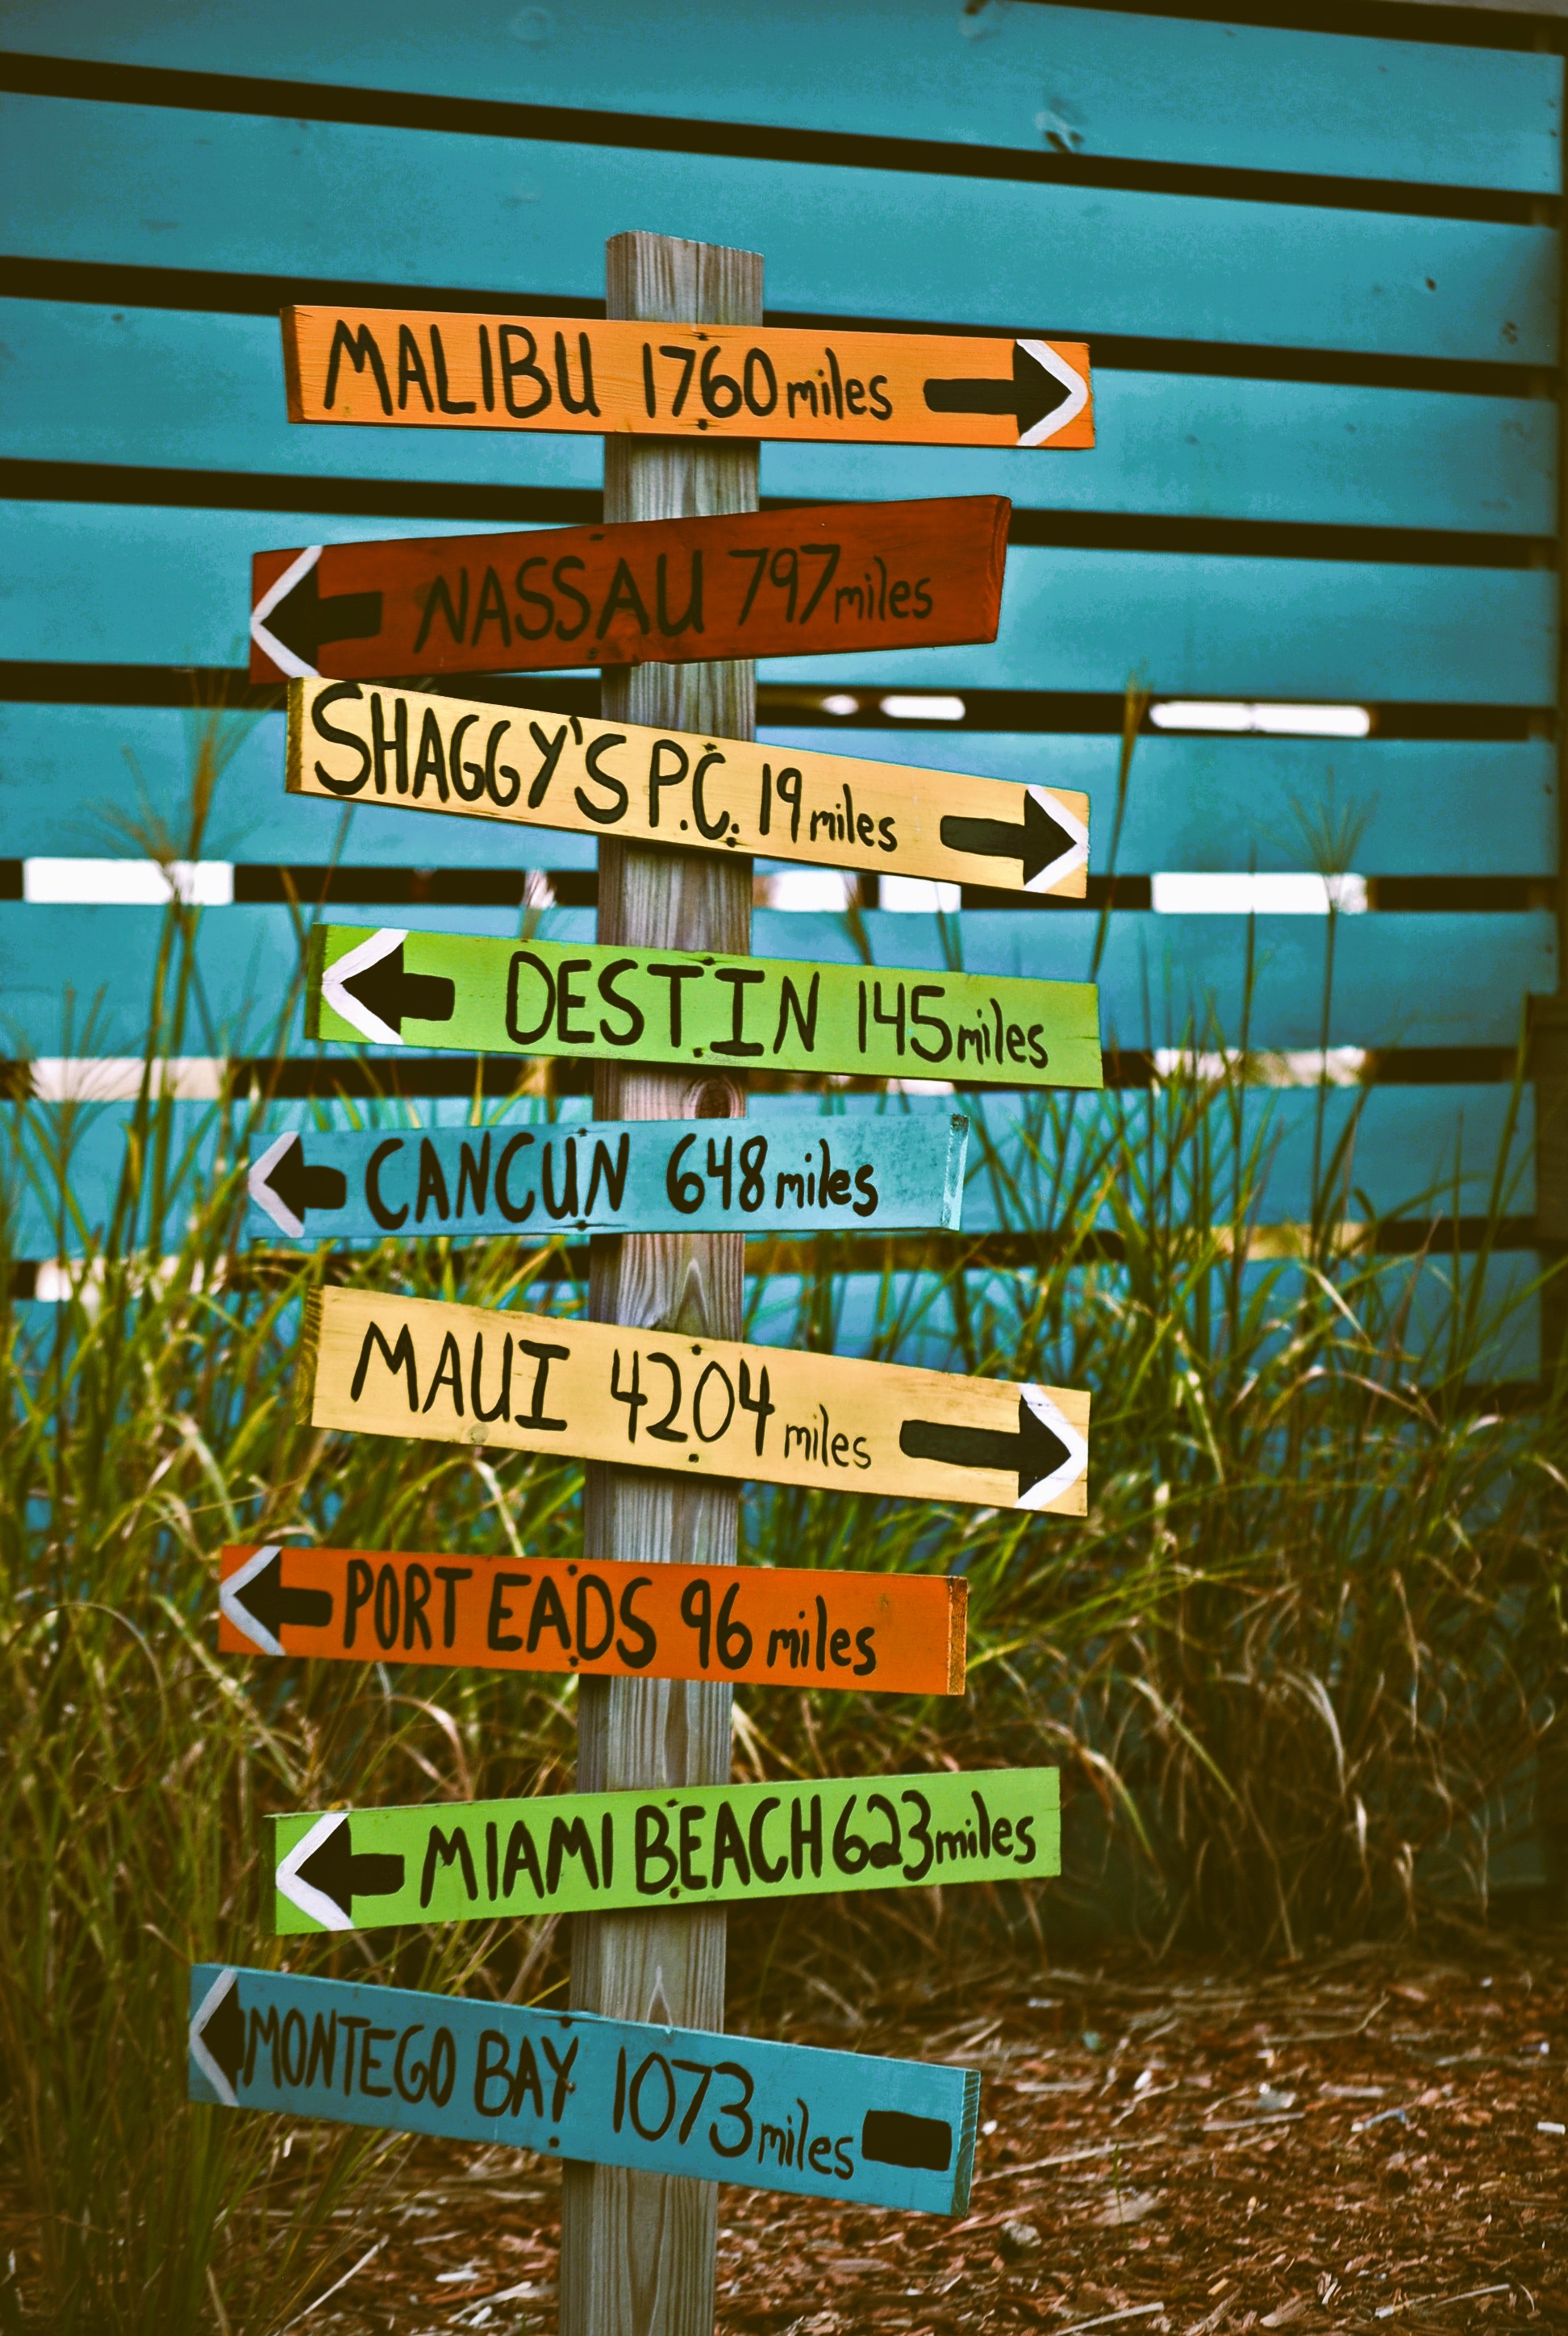 MALIBU 1760 miles
NASSAU 797 miles
SHAGGY'S P.C. 19 miles
DESTIN 145 miles
CANCUN 648 miles
MAUI 4204 miles
PORT EADS 96 miles
MIAMI BEACH 623 miles
MONTEGO BAY 1073 miles